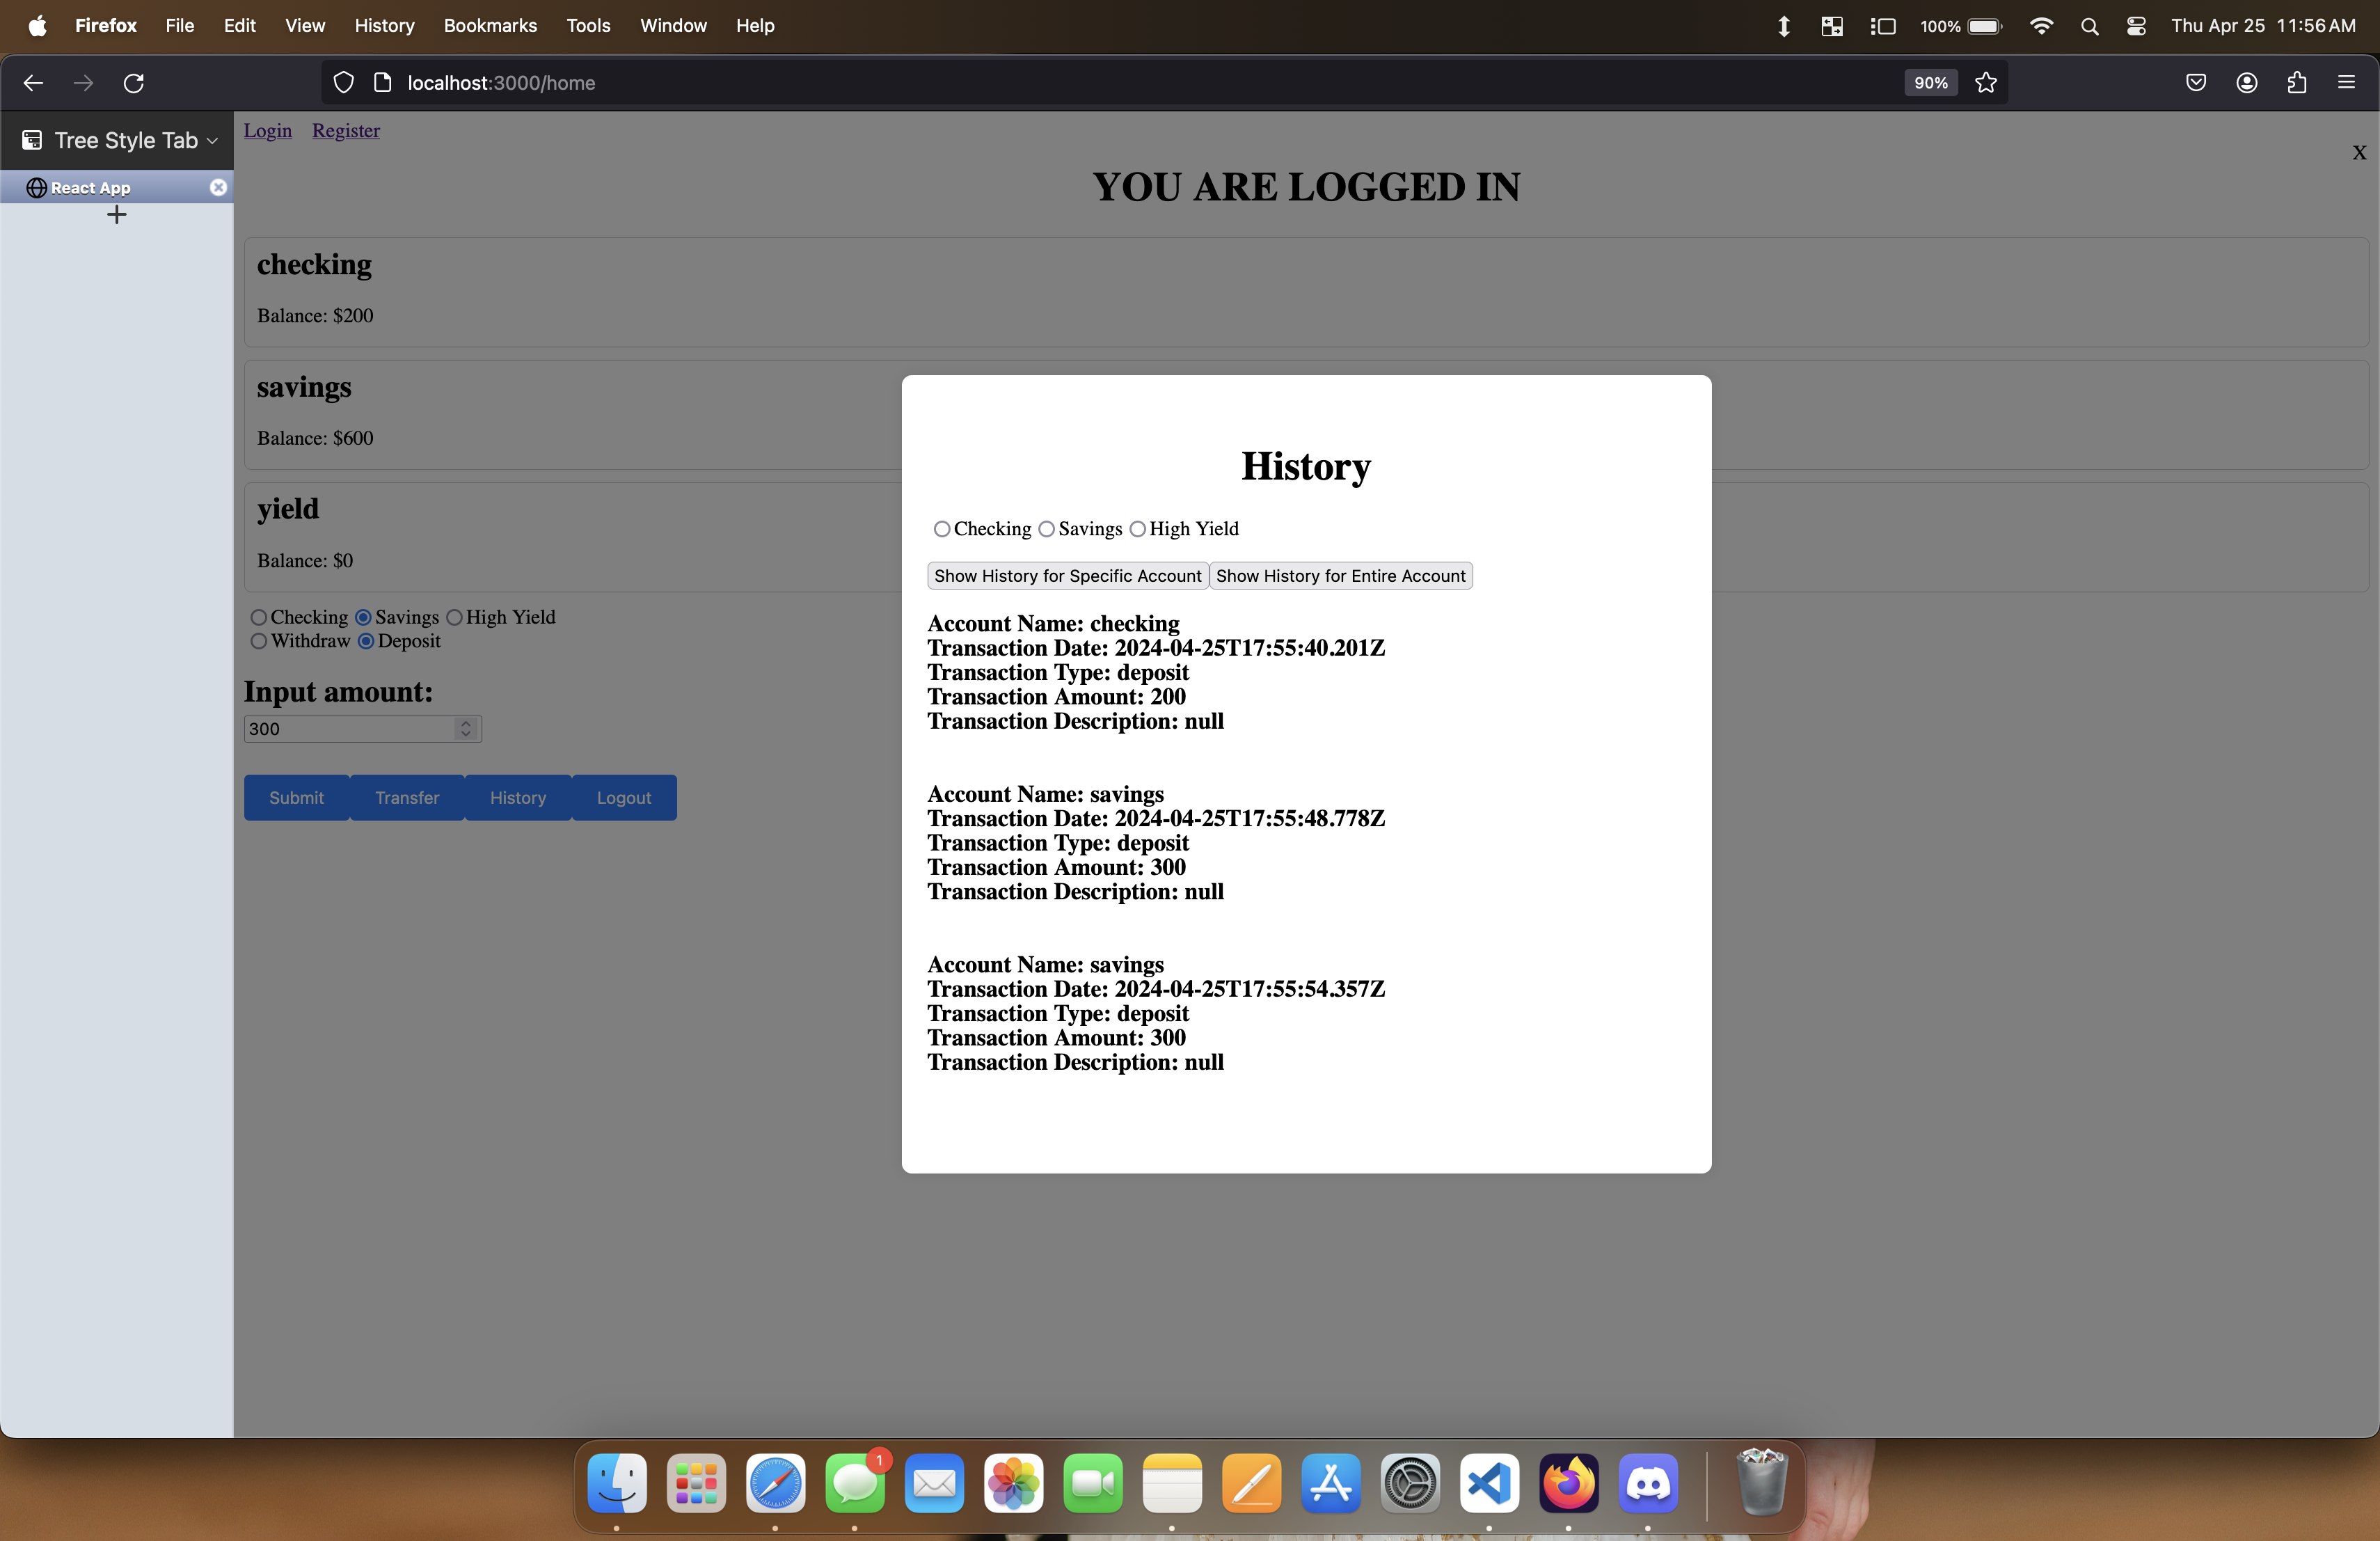 Firefox File Edit View History Bookmarks Tools Window Help 100% Thu Apr 25 11:56 AM
localhost:3000/home 90%
Tree Style Tab
React App
Login Register
X
YOU ARE LOGGED IN
checking
Balance: $200
savings
Balance: $600
yield
Balance: $0
Checking Savings High Yield
Withdraw Deposit
Input amount:
300
Submit Transfer History Logout
History
Checking Savings High Yield
Show History for Specific Account Show History for Entire Account
Account Name: checking
Transaction Date: 2024-04-25T17:55:40.201Z
Transaction Type: deposit
Transaction Amount: 200
Transaction Description: null
Account Name: savings
Transaction Date: 2024-04-25T17:55:48.778Z
Transaction Type: deposit
Transaction Amount: 300
Transaction Description: null
Account Name: savings
Transaction Date: 2024-04-25T17:55:54.357Z
Transaction Type: deposit
Transaction Amount: 300
Transaction Description: null
1